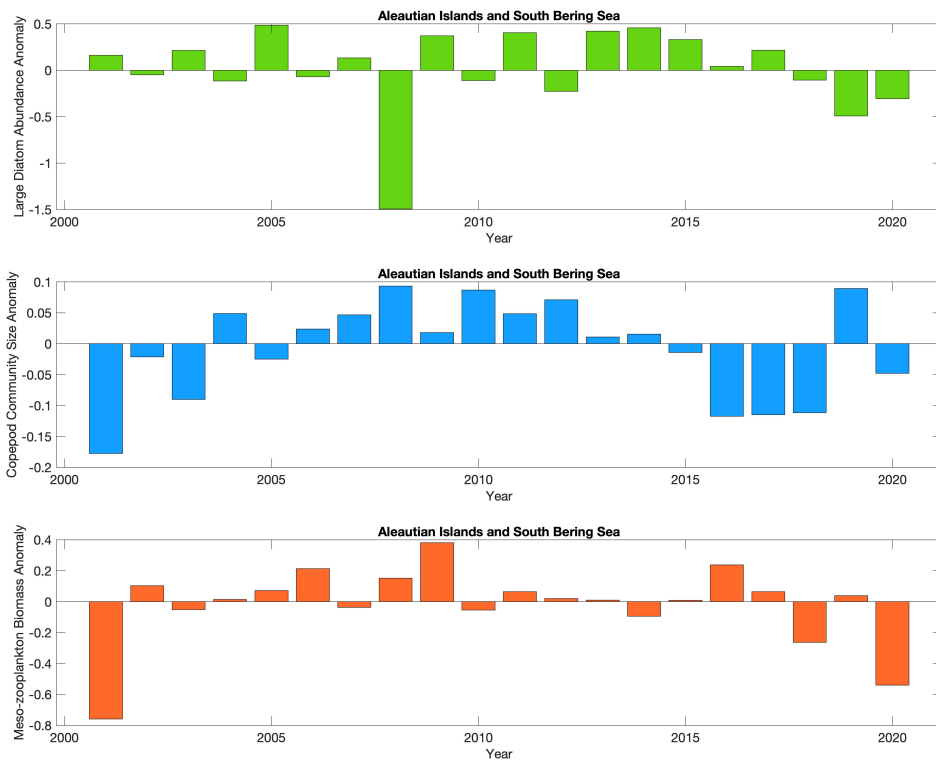 Aleautian Islands and South Bering Sea
Large Diatom Abundance Anomaly
0.5
0
-0.5
-1
-1.5
2000 2005 2010 2015 2020
Year
Aleautian Islands and South Bering Sea
Copepod Community Size Anomaly
0.1
0.05
0
-0.05
-0.1
-0.15
-0.2
2000 2005 2010 2015 2020
Year
Aleautian Islands and South Bering Sea
Meso-zooplankton Biomass Anomaly
0.4
0.2
0
-0.2
-0.4
-0.6
-0.8
2000 2005 2010 2015 2020
Year